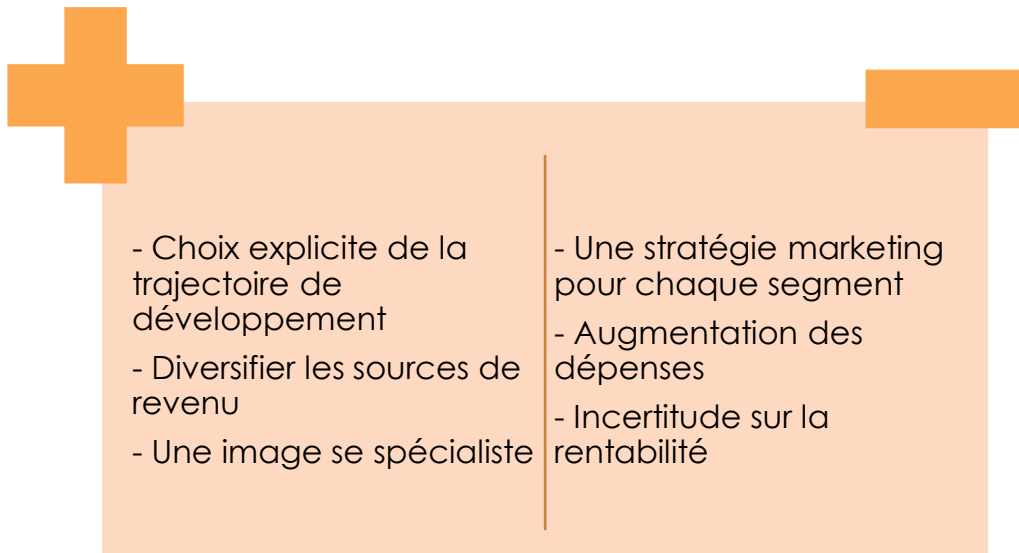 - Choix explicite de la
trajectoire de
développement
- Diversifier les sources de
revenu
- Une image se spécialiste
- Une stratégie marketing
pour chaque segment
- Augmentation des
dépenses
- Incertitude sur la
rentabilité